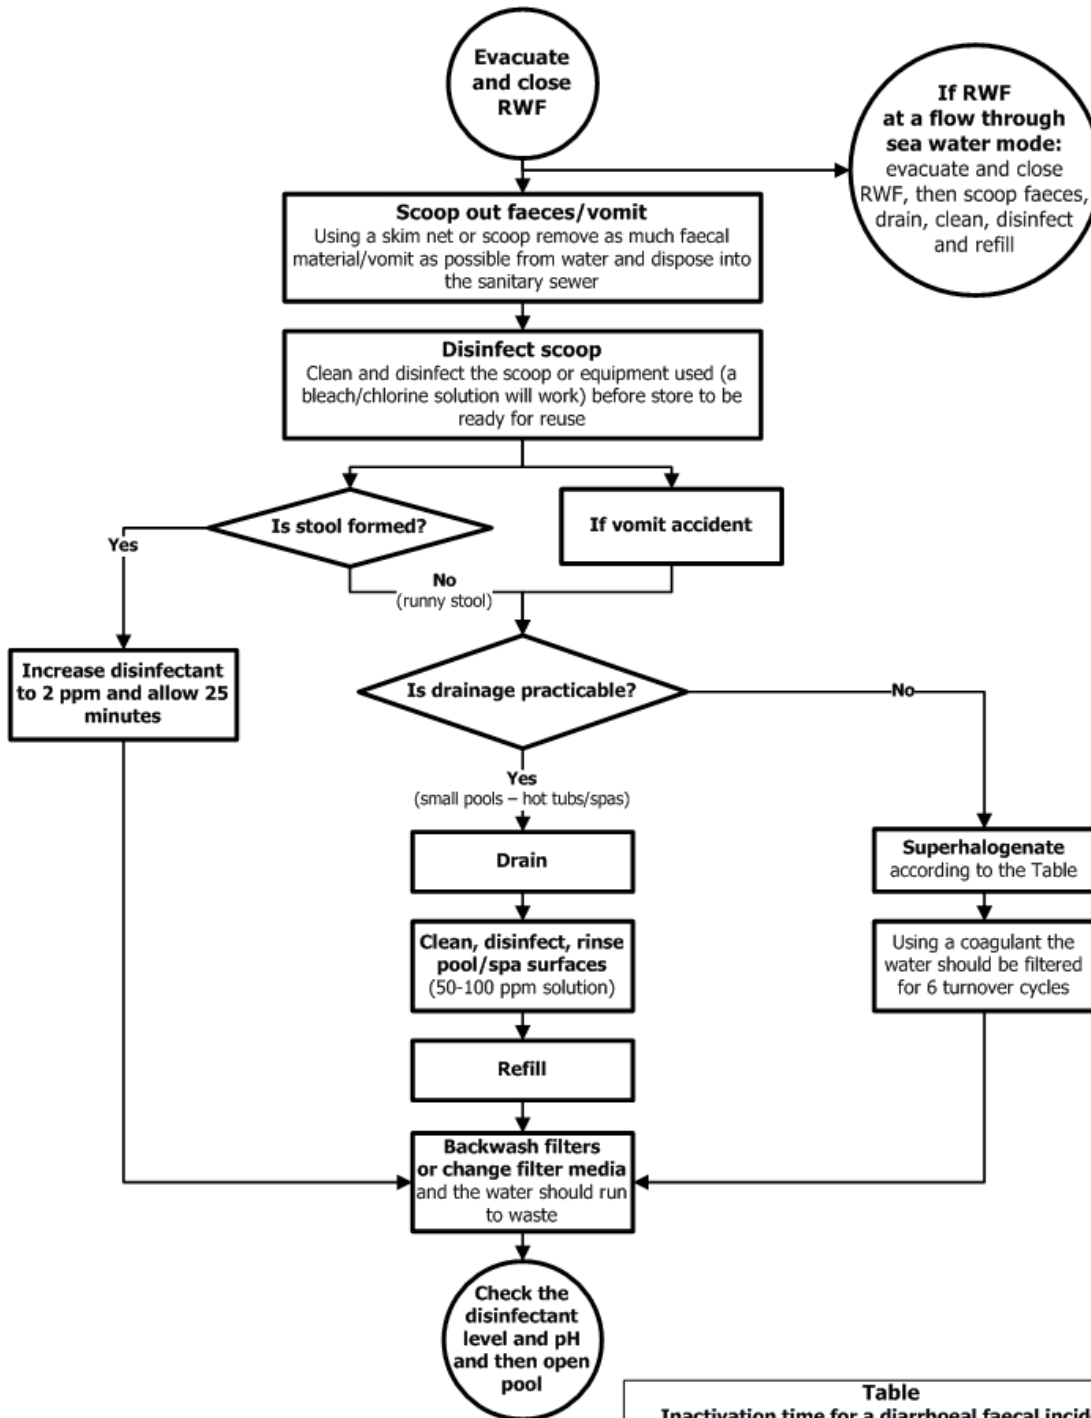 Evacuate
and close
RWF
If RWF
at a flow through
sea water mode:
evacuate and close
RWF, then scoop faeces,
drain, clean, disinfect
and refill
Scoop out faeces/vomit
Using a skim net or scoop remove as much faecal
material/vomit as possible from water and dispose into
the sanitary sewer
Disinfect scoop
Clean and disinfect the scoop or equipment used (a
bleach/chlorine solution will work) before store to be
ready for reuse
Is stool formed?
If vomit accident
Yes
No
(runny stool)
Increase disinfectant
to 2 ppm and allow 25
minutes
Is drainage practicable?
No
Yes
(small pools – hot tubs/spas)
Drain
Superhalogenate
according to the Table
Clean, disinfect, rinse
pool/spa surfaces
(50-100 ppm solution)
Using a coagulant the
water should be filtered
for 6 turnover cycles
Refill
Backwash filters
or change filter media
and the water should run
to waste
Check the
disinfectant
level and pH
and then open
pool
Table
Inactivation time for a diarrhoeal faecal incid